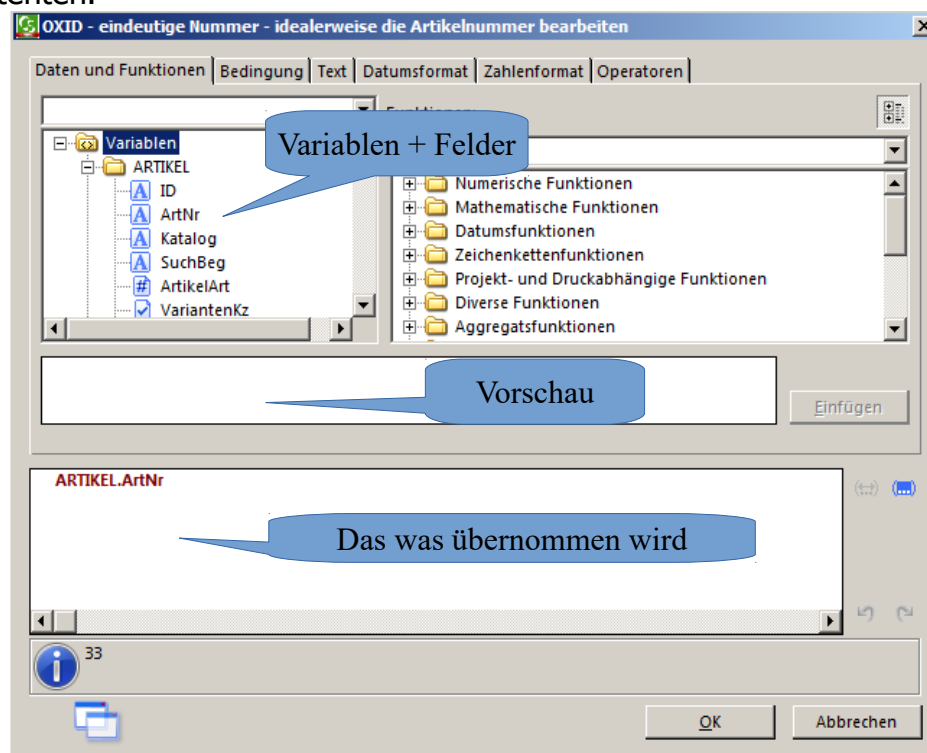 OXID - eindeutige Nummer - idealerweise die Artikelnummer bearbeiten
Daten und Funktionen Bedingung Text Datumsformat Zahlenformat Operatoren
Variablen + Felder
Variablen
ARTIKEL
ID
ArtNr
Katalog
SuchBeg
ArtikelArt
VariantenKz
Numerische Funktionen
Mathematische Funktionen
Datumsfunktionen
Zeichenkettenfunktionen
Projekt- und Druckabhängige Funktionen
Diverse Funktionen
Aggregatsfunktionen
Vorschau
Einfügen
ARTIKEL.ArtNr
Das was übernommen wird
33
OK Abbrechen